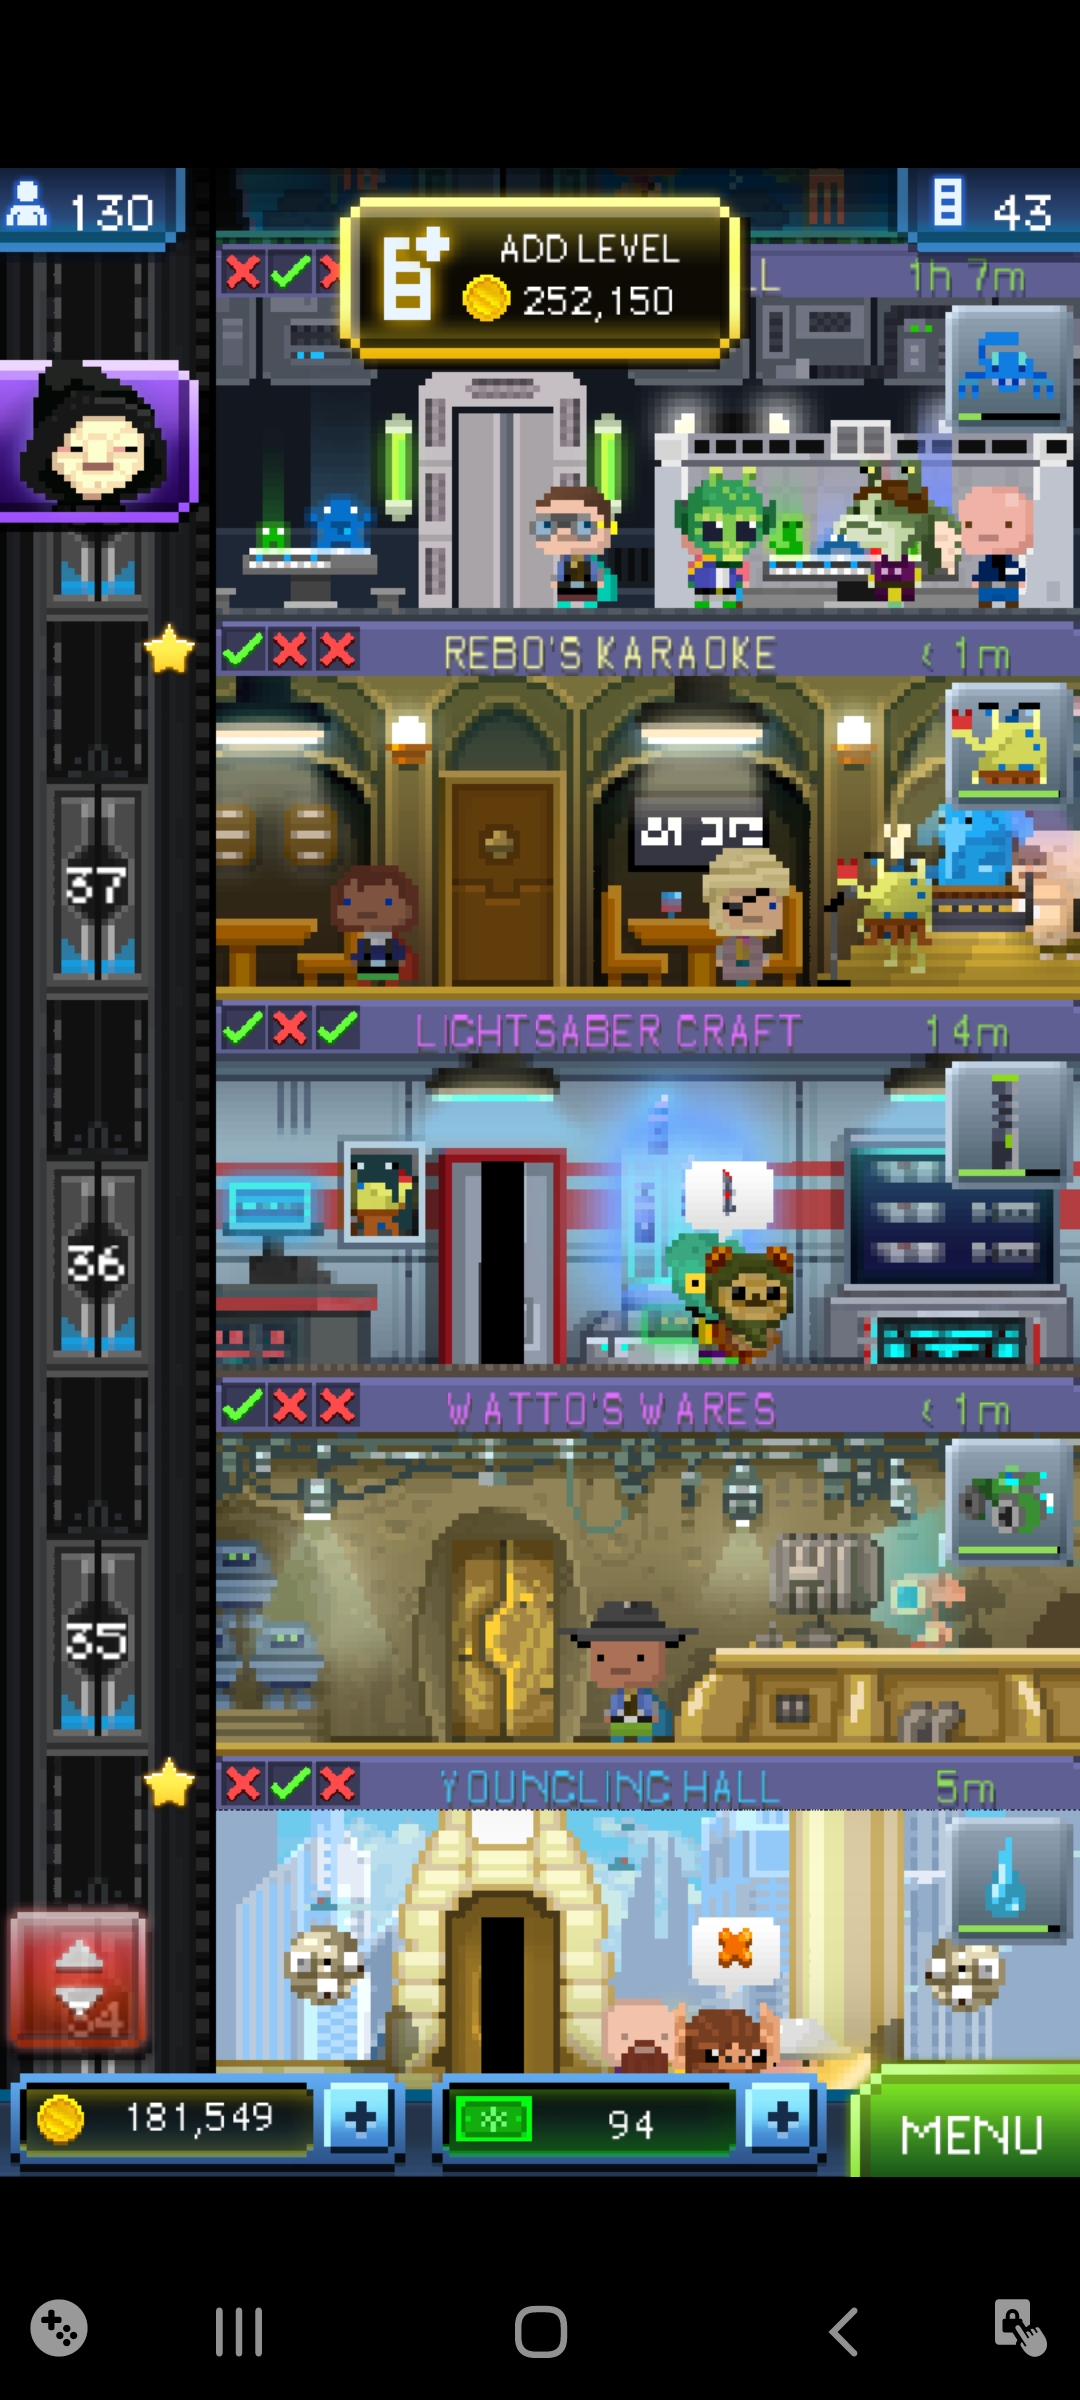 130
ADD LEVEL
252,150
43
1h 7m
REBO'S KARAOKE
< 1m
37
LIGHTSABER CRAFT
14m
36
WATTO'S WARES
< 1m
35
YOUNGLING HALL
5m
34
181,549
94
MENU